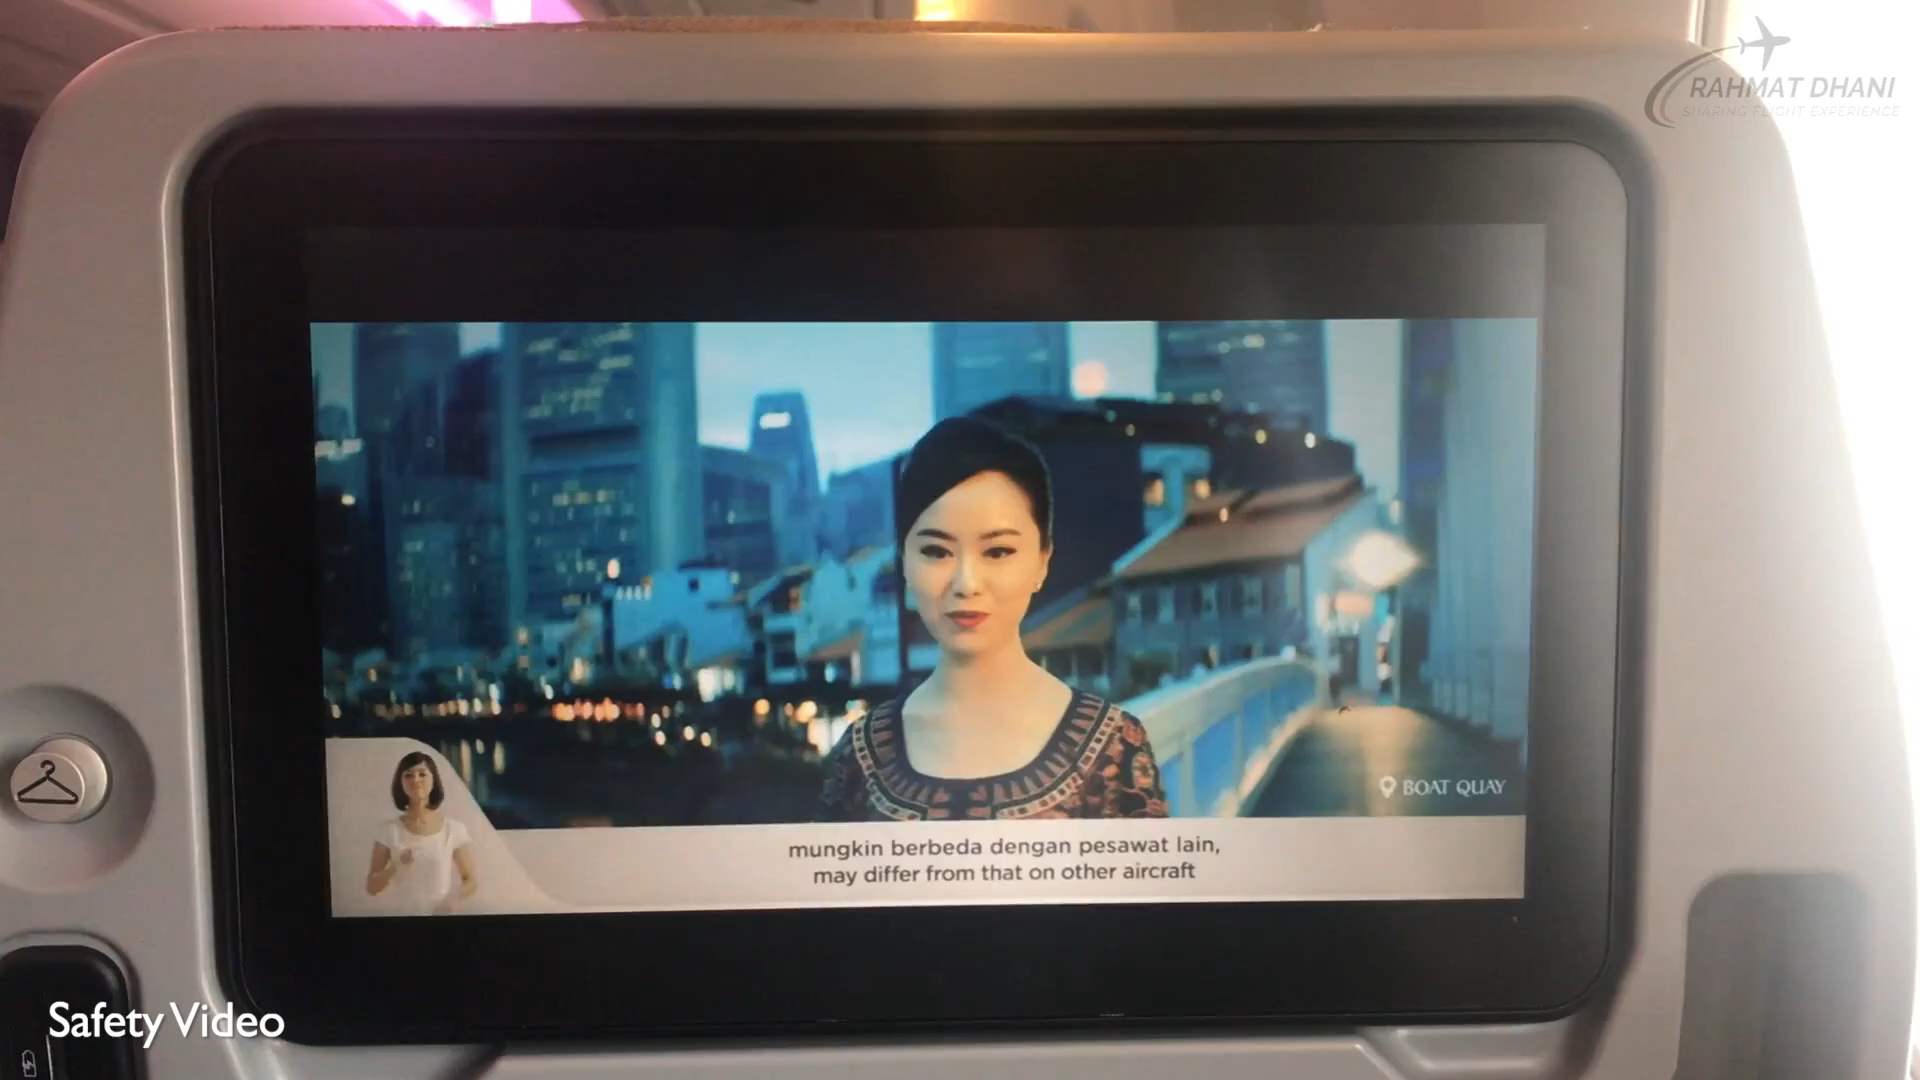 RAHMAT DHANI
SHARING FLIGHT EXPERIENCE
BOAT QUAY
mungkin berbeda dengan pesawat lain,
may differ from that on other aircraft
Safety Video